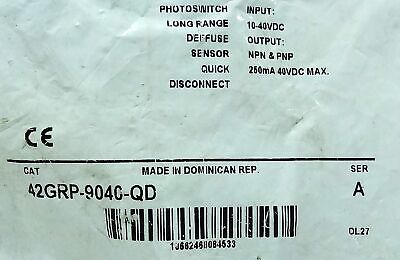 PHOTOSWITCH INPUT:
LONG RANGE 10-40VDC
DEFFUSE OUTPUT:
SENSOR NPN & PNP
QUICK 250mA 40VDC MAX.
DISCONNECT
CE
CAT MADE IN DOMINICAN REP. SER
42GRP-9040-QD A
DL27